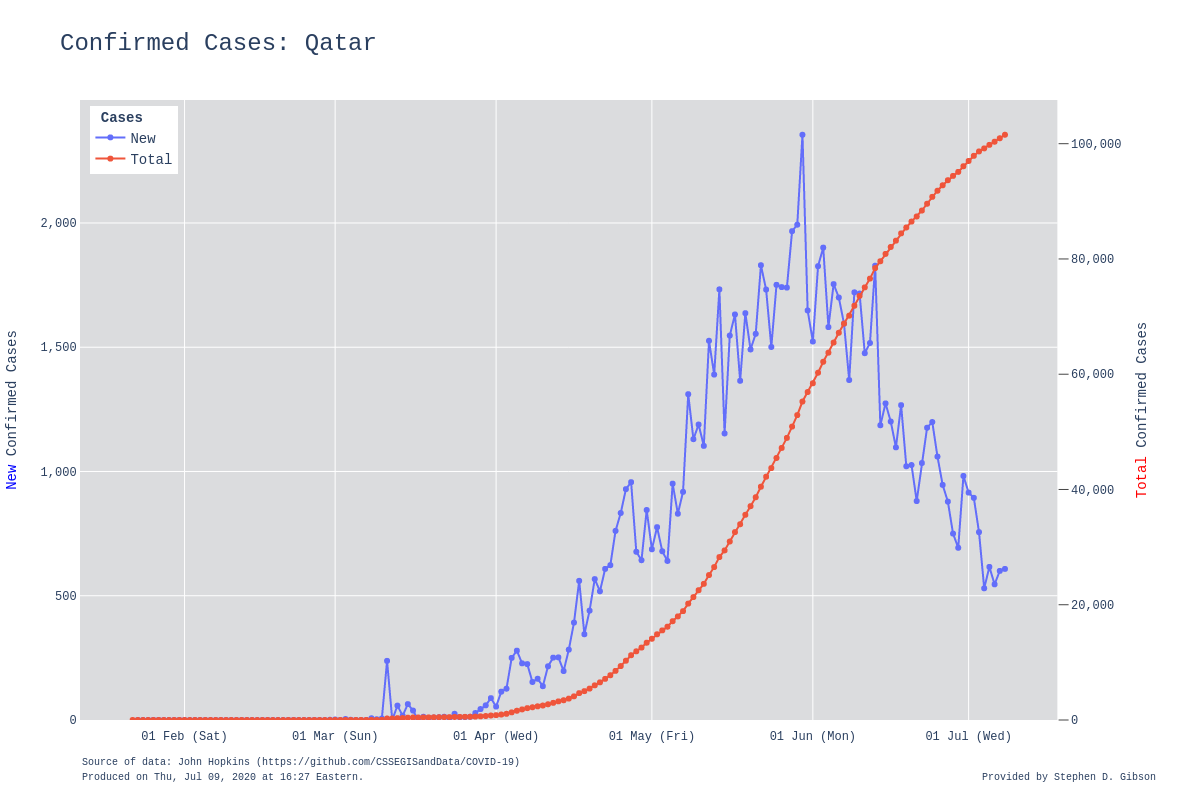 Confirmed Cases: Qatar
Cases
New
Total
2,000
1,500
1,000
500
0
New Confirmed Cases
100,000
80,000
60,000
40,000
20,000
0
Total Confirmed Cases
01 Feb (Sat)
01 Mar (Sun)
01 Apr (Wed)
01 May (Fri)
01 Jun (Mon)
01 Jul (Wed)
Source of data: John Hopkins (https://github.com/CSSEGISandData/COVID-19)
Produced on Thu, Jul 09, 2020 at 16:27 Eastern.
Provided by Stephen D. Gibson